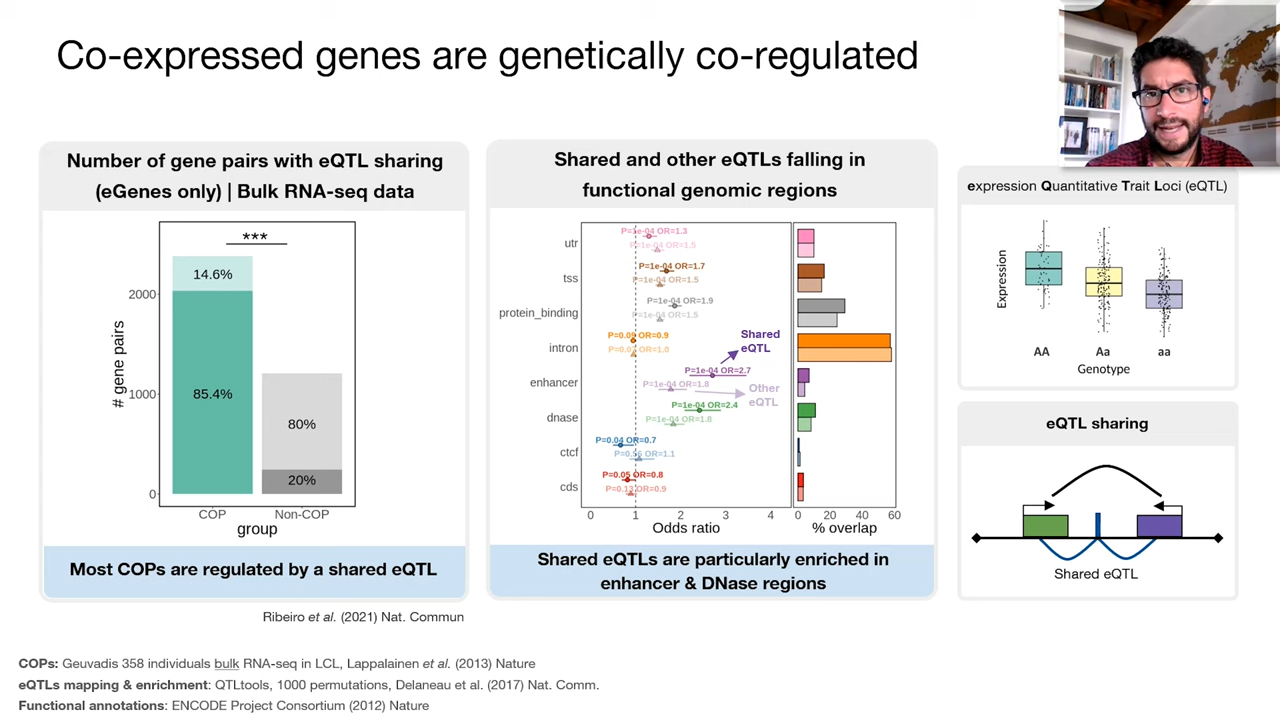 Co-expressed genes are genetically co-regulated
Number of gene pairs with eQTL sharing
(eGenes only) | Bulk RNA-seq data
***
14.6%
85.4%
80%
20%
2000
1000
0
# gene pairs
COP
Non-COP
group
Most COPs are regulated by a shared eQTL
Ribeiro et al. (2021) Nat. Commun
Shared and other eQTLs falling in
functional genomic regions
utr
P=1e-04 OR=1.3
P=1e-04 OR=1.5
tss
P=1e-04 OR=1.7
P=1e-04 OR=1.5
protein_binding
P=1e-04 OR=1.9
P=1e-04 OR=1.5
intron
OR=0.9
OR=1.0
Shared
eQTL
enhancer
P=1e-04 OR=2.7
P=1e-04 OR=1.8
Other
eQTL
dnase
P=1e-04 OR=2.4
P=1e-04 OR=1.8
ctcf
P=0.04 OR=0.7
OR=1.1
cds
P=0.05 OR=0.8
OR=0.9
0 1 2 3 4
Odds ratio
0 20 40 60
% overlap
Shared eQTLs are particularly enriched in
enhancer & DNase regions
expression Quantitative Trait Loci (eQTL)
Expression
AA Aa aa
Genotype
eQTL sharing
Shared eQTL
COPs: Geuvadis 358 individuals bulk RNA-seq in LCL, Lappalainen et al. (2013) Nature
eQTLs mapping & enrichment: QTLtools, 1000 permutations, Delaneau et al. (2017) Nat. Comm.
Functional annotations: ENCODE Project Consortium (2012) Nature